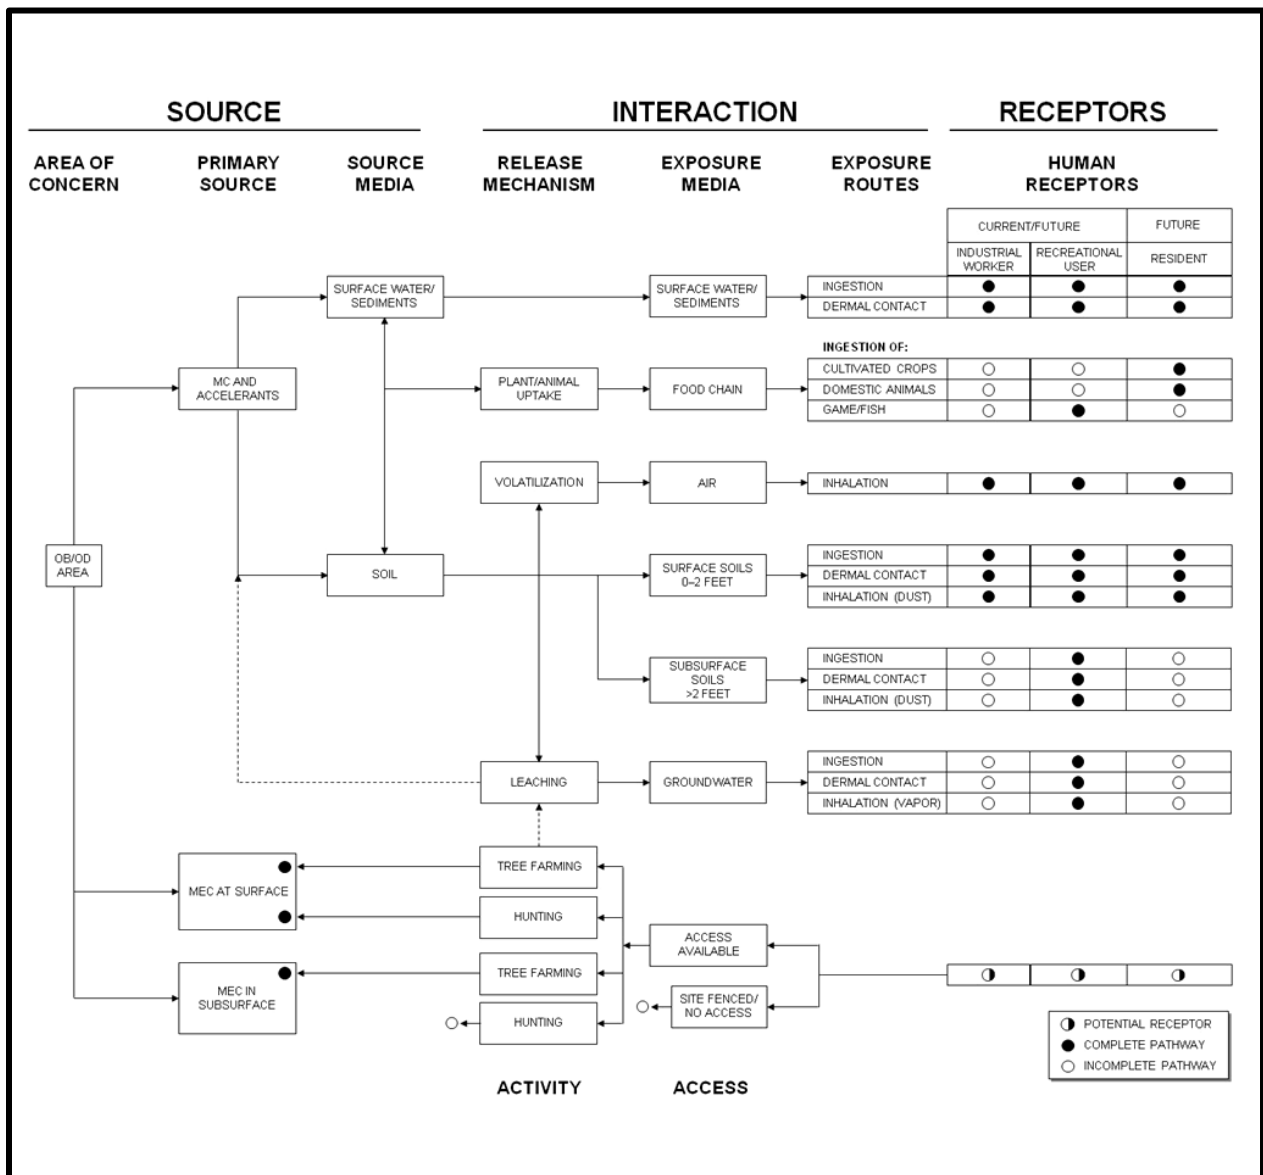 SOURCE
INTERACTION
RECEPTORS
AREA OF
CONCERN
PRIMARY
SOURCE
SOURCE
MEDIA
RELEASE
MECHANISM
EXPOSURE
MEDIA
EXPOSURE
ROUTES
HUMAN
RECEPTORS
CURRENT/FUTURE
FUTURE
INDUSTRIAL
WORKER
RECREATIONAL
USER
RESIDENT
SURFACE WATER/
SEDIMENTS
SURFACE WATER/
SEDIMENTS
INGESTION
DERMAL CONTACT
INGESTION OF:
MC AND
ACCELERANTS
PLANT/ANIMAL
UPTAKE
FOOD CHAIN
CULTIVATED CROPS
DOMESTIC ANIMALS
GAME/FISH
VOLATILIZATION
AIR
INHALATION
OB/OD
AREA
SOIL
SURFACE SOILS
0–2 FEET
INGESTION
DERMAL CONTACT
INHALATION (DUST)
SUBSURFACE
SOILS
>2 FEET
INGESTION
DERMAL CONTACT
INHALATION (DUST)
LEACHING
GROUNDWATER
INGESTION
DERMAL CONTACT
INHALATION (VAPOR)
MEC AT SURFACE
TREE FARMING
HUNTING
ACCESS
AVAILABLE
MEC IN
SUBSURFACE
TREE FARMING
HUNTING
SITE FENCED/
NO ACCESS
POTENTIAL RECEPTOR
COMPLETE PATHWAY
INCOMPLETE PATHWAY
ACTIVITY
ACCESS